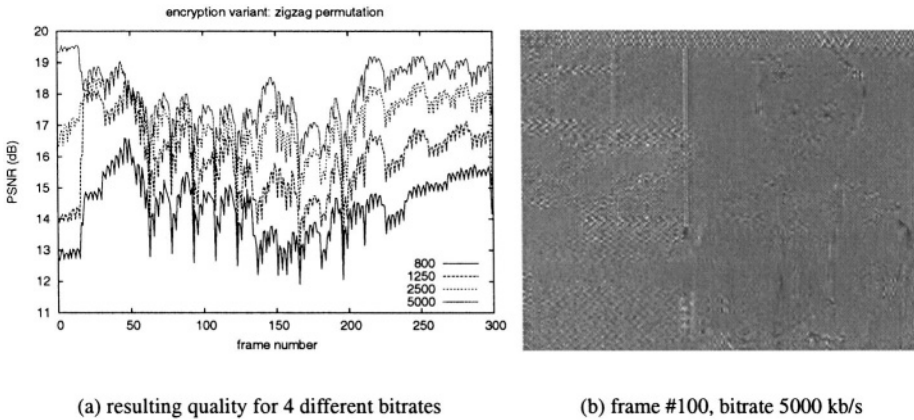 encryption variant: zigzag permutation
20
19
18
17
16
15
14
13
12
11
PSNR (dB)
800
1250
2500
5000
0 50 100 150 200 250 300
frame number
(a) resulting quality for 4 different bitrates
(b) frame #100, bitrate 5000 kb/s